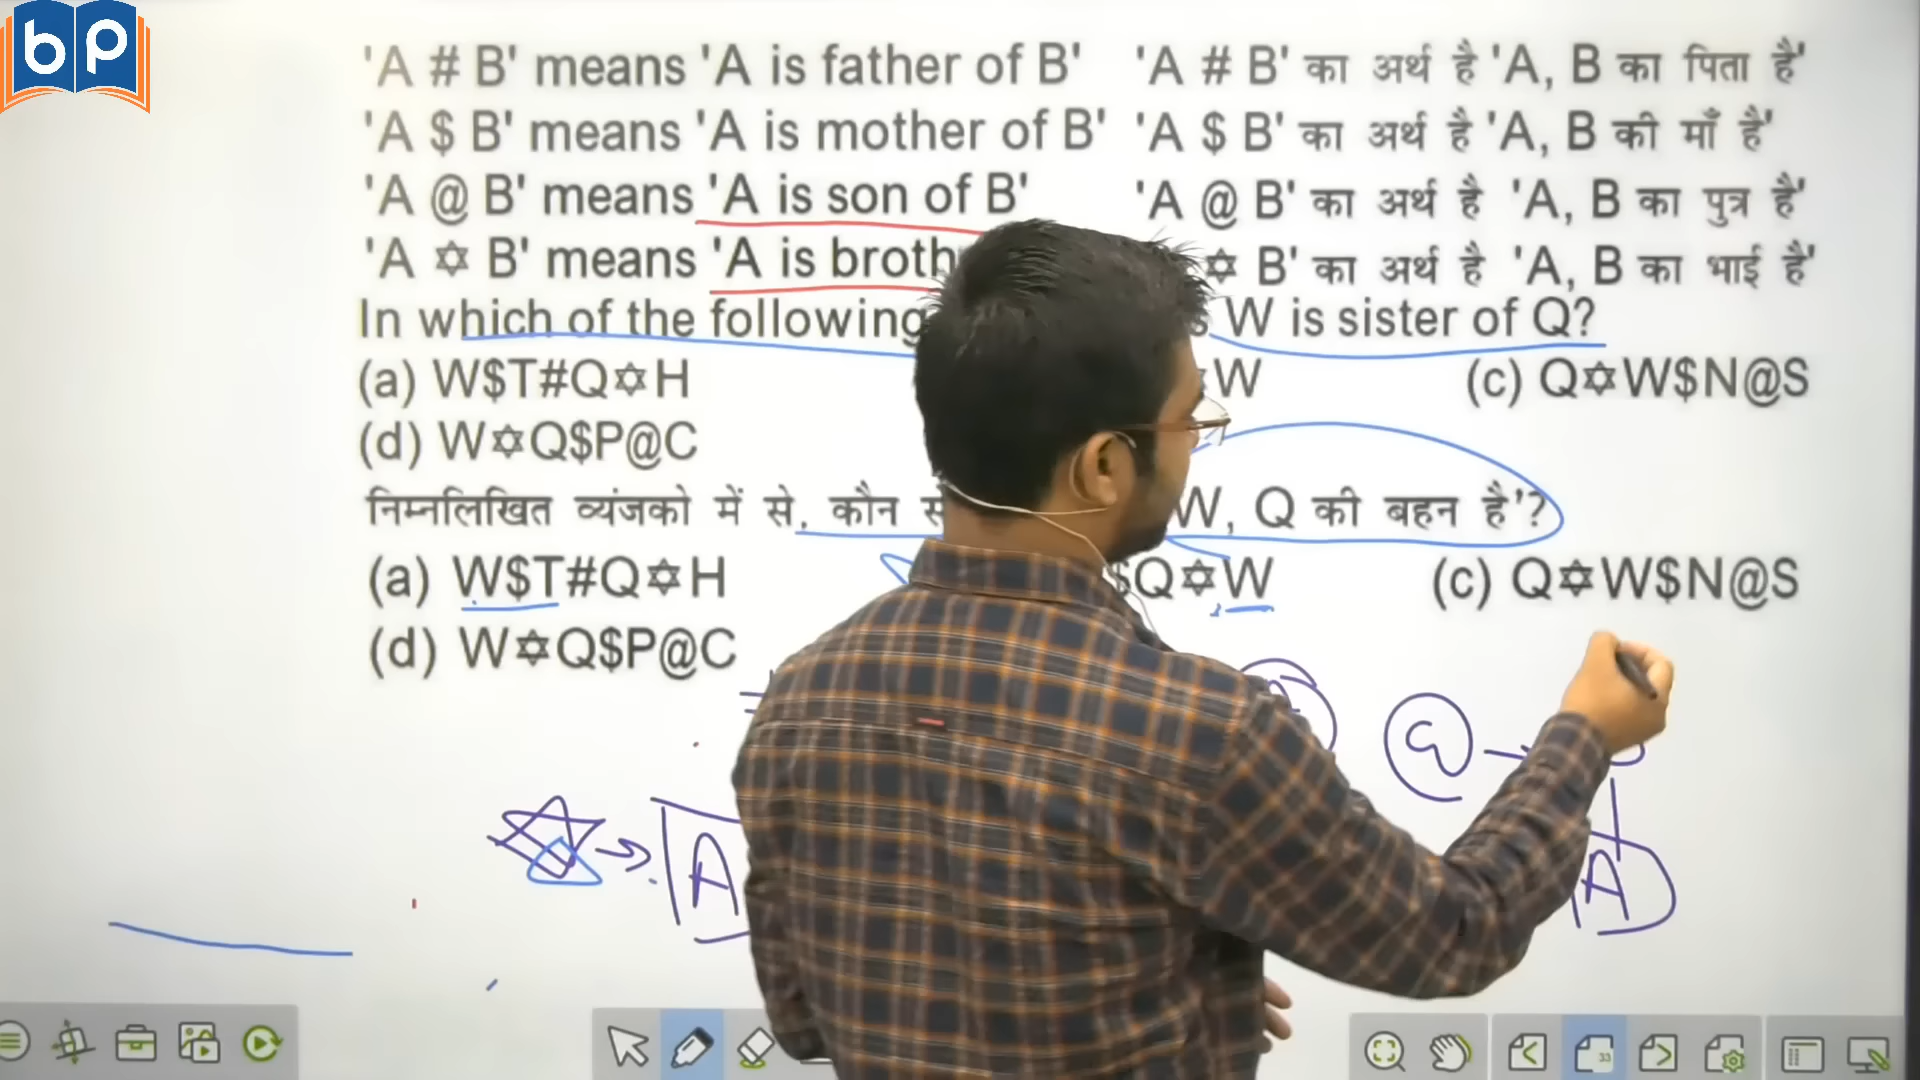 bp
'A # B' means 'A is father of B' 'A # B' का अर्थ है 'A, B का पिता है'
'A $ B' means 'A is mother of B' 'A $ B' का अर्थ है 'A, B की माँ है'
'A @ B' means 'A is son of B' 'A @ B' का अर्थ है 'A, B का पुत्र है'
'A ✡ B' means 'A is ✡ B' का अर्थ है 'A, B का भाई है'
In which of the following W is sister of Q?
(a) W$T#Q✡H W (c) Q✡W$N@S
(d) W✡Q$P@C
निम्नलिखित व्यंजको में से, कौन W, Q की बहन है'?
(a) W$T#Q✡H $Q✡W (c) Q✡W$N@S
(d) W✡Q$P@C
A A
33